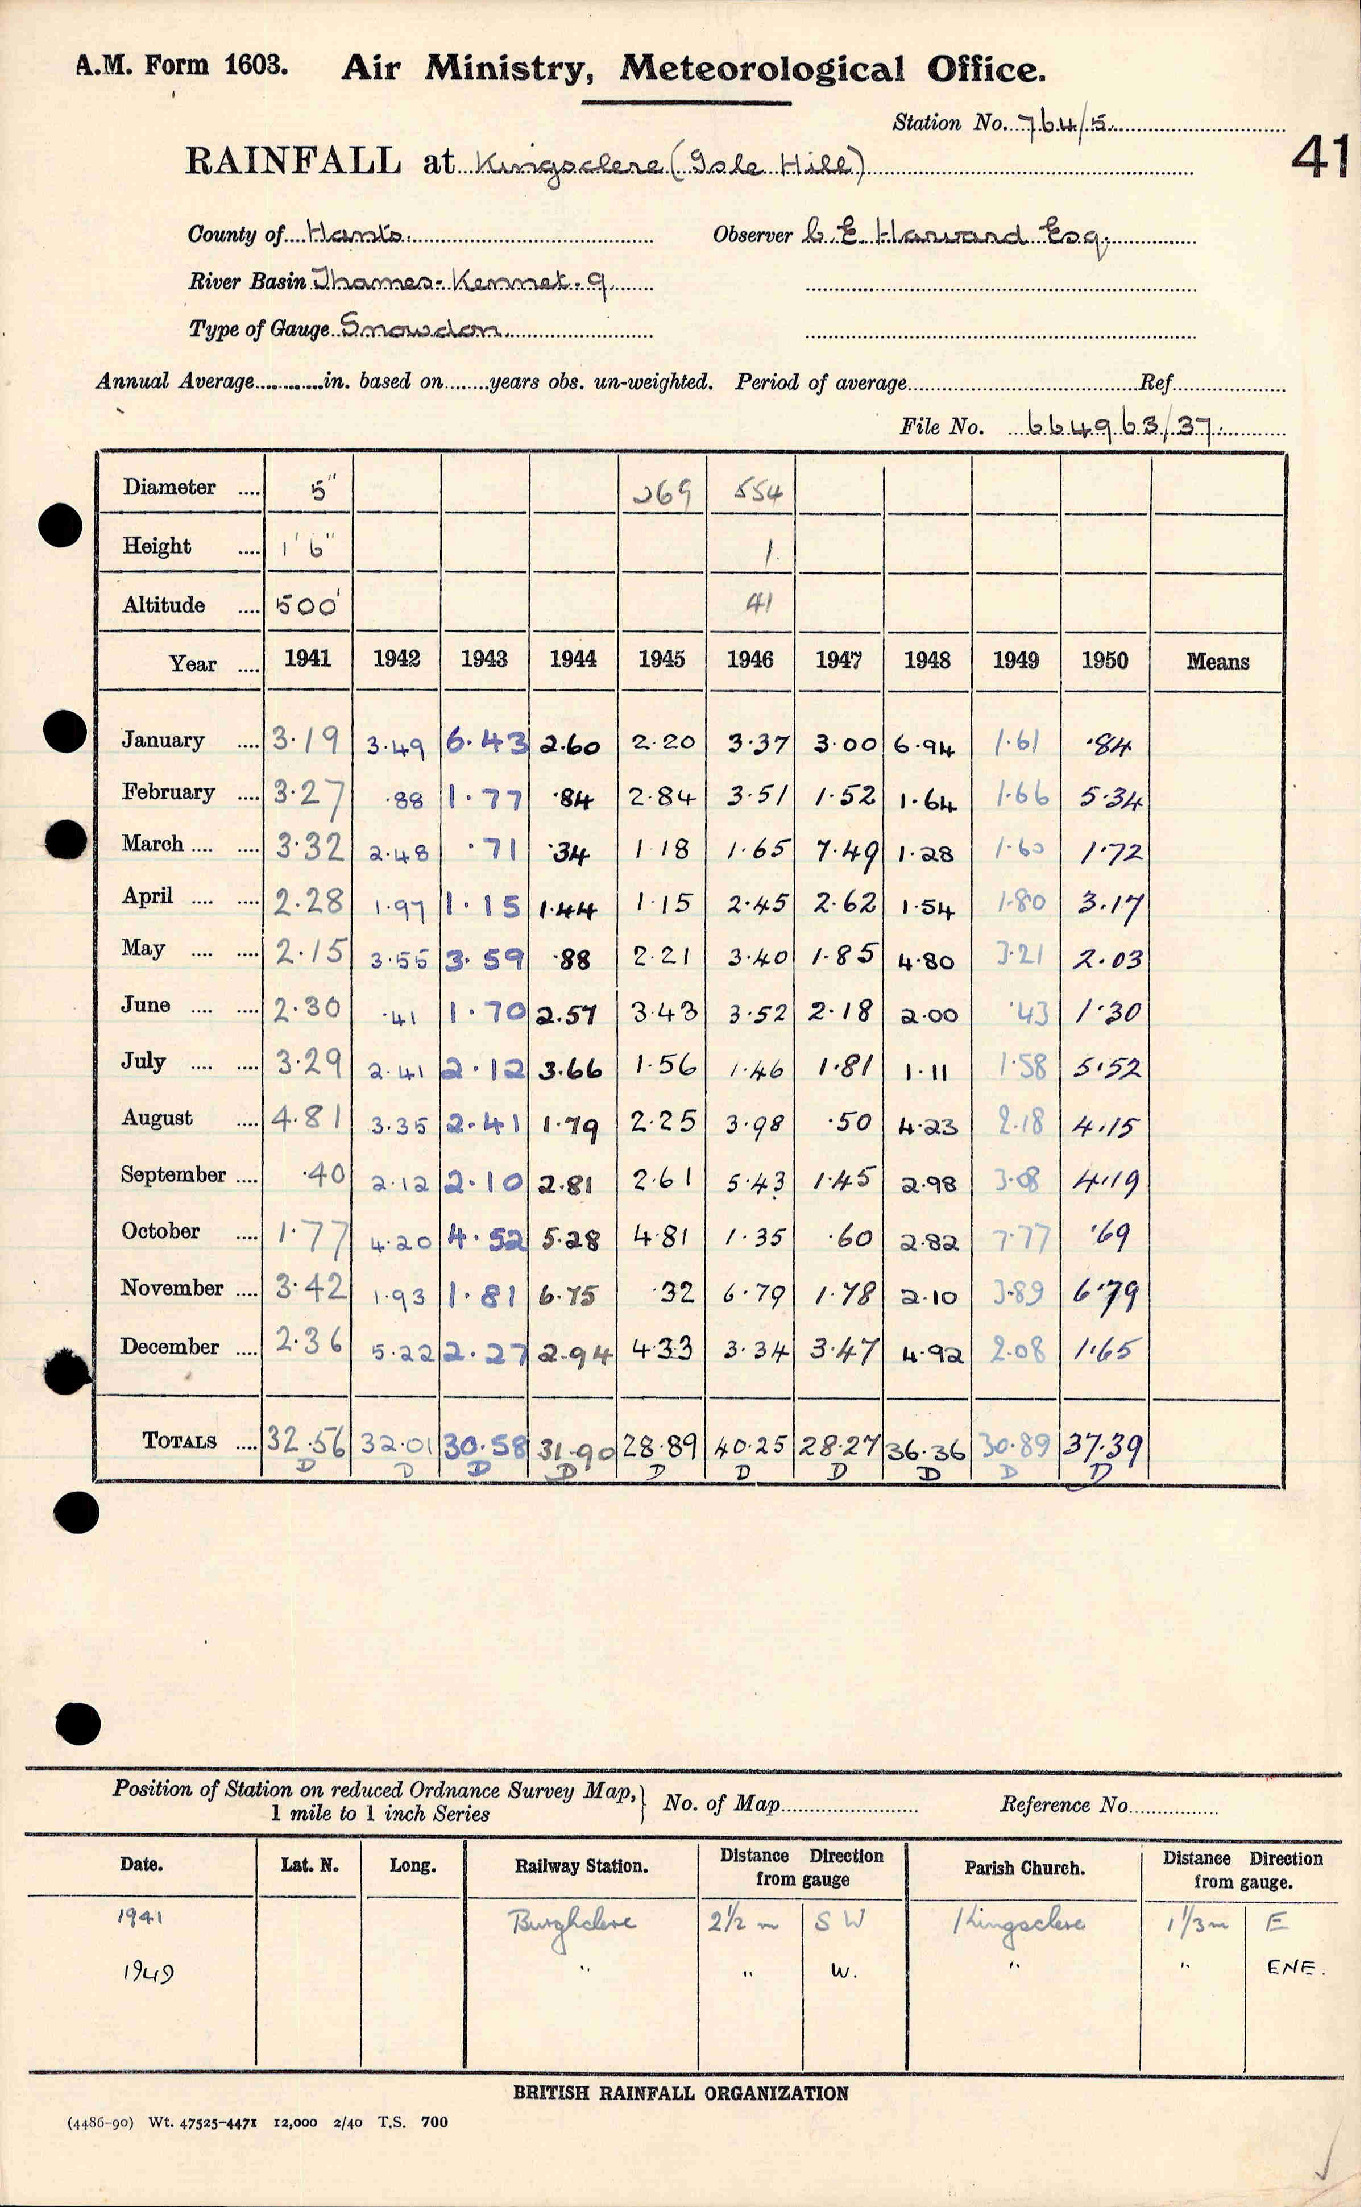 A.M. Form 1603. Air Ministry, Meteorological Office.
Station No. 764/5
41
RAINFALL at Kingsclere (Isle Hill)
County of Hants. Observer C. E. Harward Esq.
River Basin Thames-Kennet. 9
Type of Gauge Snowdon
Annual Average in. based on years obs. un-weighted. Period of average Ref
File No. 664963/37.
Diameter .... 5" 269 554
Height .... 1' 6" 1
Altitude .... 500' 41
Year .... 1941 1942 1943 1944 1945 1946 1947 1948 1949 1950 Means
January .... 3.19 3.49 6.43 2.60 2.20 3.37 3.00 6.94 1.61 .84
February .... 3.27 .88 1.77 .84 2.84 3.51 1.52 1.64 1.66 5.34
March .... .... 3.32 2.48 .71 .34 1.18 1.65 7.49 1.28 1.60 1.72
April .... .... 2.28 1.97 1.15 1.44 1.15 2.45 2.62 1.54 1.80 3.17
May .... .... 2.15 3.55 3.59 .88 2.21 3.40 1.85 4.80 3.21 2.03
June .... .... 2.30 .41 1.70 2.57 3.43 3.52 2.18 2.00 .43 1.30
July .... .... 3.29 2.41 2.12 3.66 1.56 1.46 1.81 1.11 1.58 5.52
August .... 4.81 3.35 2.41 1.79 2.25 3.98 .50 4.23 2.18 4.15
September .... .40 2.12 2.10 2.81 2.61 5.43 1.45 2.98 3.08 4.19
October .... 1.77 4.20 4.52 5.28 4.81 1.35 .60 2.82 7.77 .69
November .... 3.42 1.93 1.81 6.75 .32 6.79 1.78 2.10 3.89 6.79
December .... 2.36 5.22 2.27 2.94 4.33 3.34 3.47 4.92 2.08 1.65
TOTALS .... 32.56 32.01 30.58 31.90 28.89 40.25 28.27 36.36 30.89 37.39
D D D D D D D D D D
Position of Station on reduced Ordnance Survey Map, 1 mile to 1 inch Series } No. of Map Reference No.
Date. Lat. N. Long. Railway Station. Distance Direction from gauge Parish Church. Distance Direction from gauge.
1941 Burghclere 2½ m SW Kingsclere 1⅓m E
1949 " " W. " " ENE.
BRITISH RAINFALL ORGANIZATION
(4486-90) Wt. 47525-4471 12,000 2/40 T.S. 700